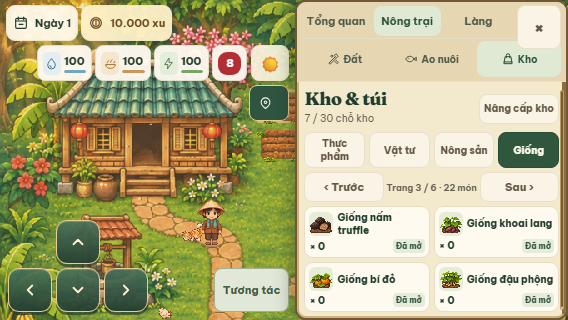 Ngày 1
10.000 xu
100
100
100
8
Tổng quan
Nông trại
Làng
×
Đất
Ao nuôi
Kho
Kho & túi
7 / 30 chỗ kho
Nâng cấp kho
Thực
phẩm
Vật tư
Nông sản
Giống
‹ Trước
Trang 3 / 6 · 22 món
Sau ›
Giống nấm
truffle
× 0
Đã mở
Giống khoai lang
× 0
Đã mở
Giống bí đỏ
× 0
Đã mở
Giống đậu phộng
× 0
Đã mở
Tương tác